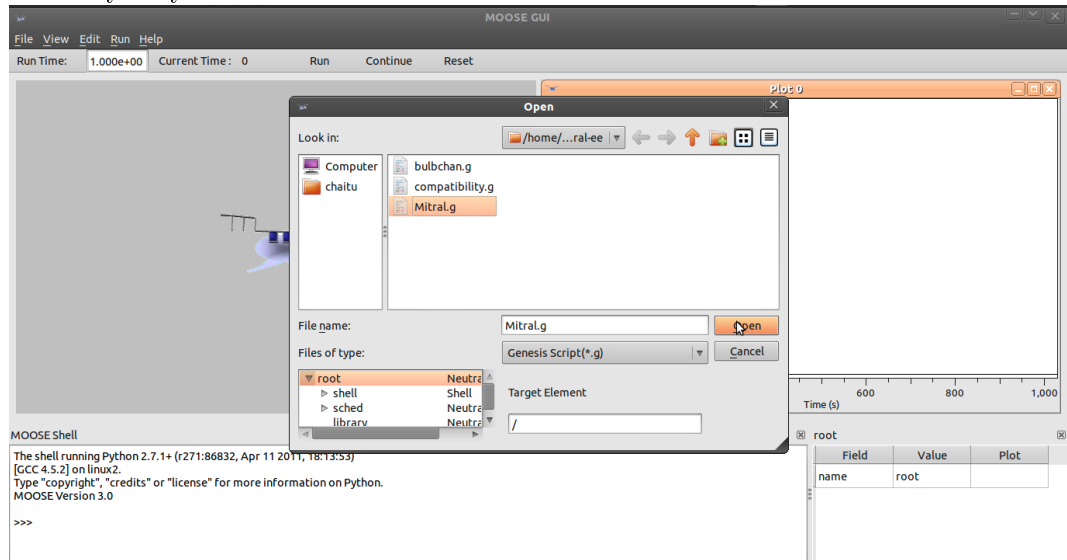 MOOSE GUI
File View Edit Run Help
Run Time: 1.000e+00 Current Time: 0 Run Continue Reset
Plot 0
Open
Look in: /home/...ral-ee
Computer
chaitu
bulbchan.g
compatibility.g
Mitral.g
File name: Mitral.g Open
Files of type: Genesis Script(*.g) Cancel
root Neutra
shell Shell
sched Neutra
library Neutra
Target Element
/
600 800 1,000
Time (s)
MOOSE Shell
The shell running Python 2.7.1+ (r271:86832, Apr 11 2011, 18:13:53)
[GCC 4.5.2] on linux2.
Type "copyright", "credits" or "license" for more information on Python.
MOOSE Version 3.0
>>>
root
Field Value Plot
name root